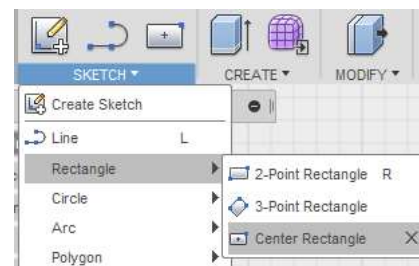 SKETCH CREATE MODIFY
Create Sketch
Line L
Rectangle
2-Point Rectangle R
Circle
3-Point Rectangle
Arc
Center Rectangle
Polygon